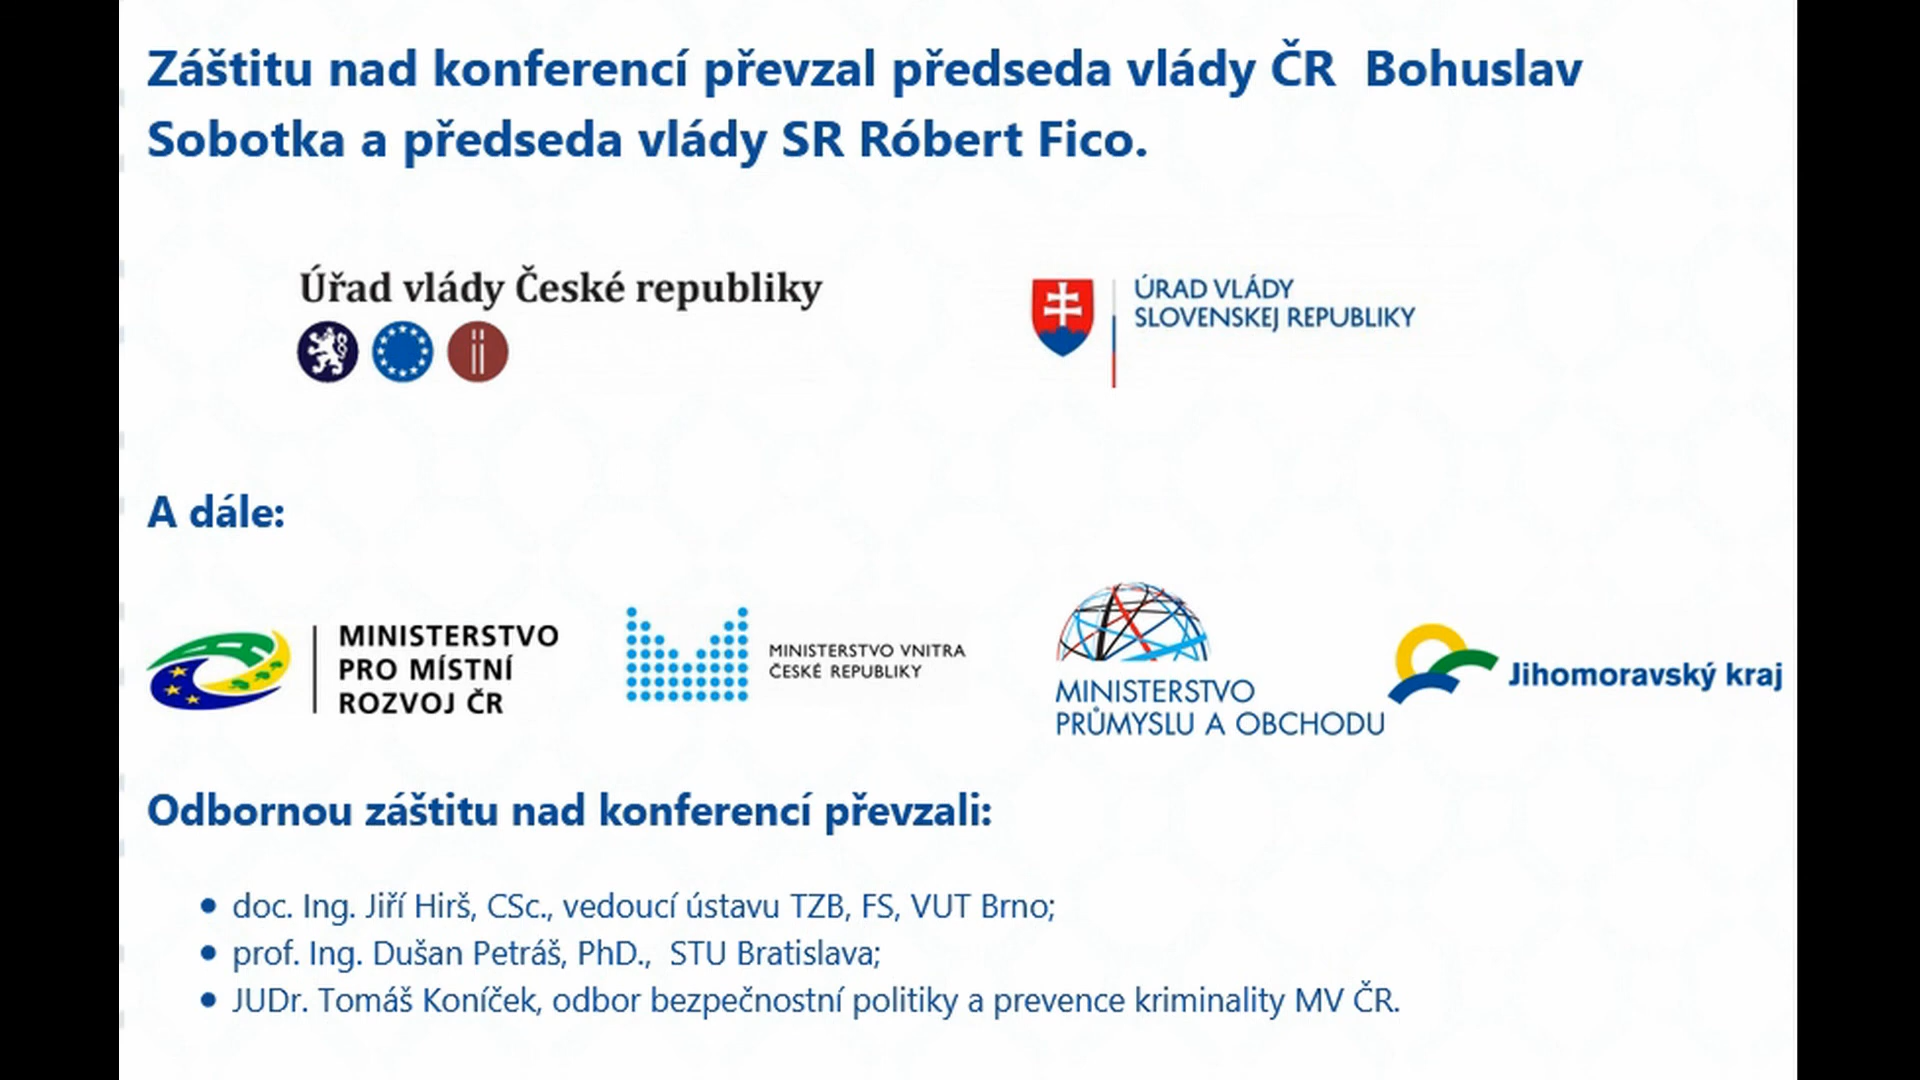 Záštitu nad konferencí převzal předseda vlády ČR Bohuslav
Sobotka a předseda vlády SR Róbert Fico.
Úřad vlády České republiky
ÚRAD VLÁDY
SLOVENSKEJ REPUBLIKY
A dále:
MINISTERSTVO
PRO MÍSTNÍ
ROZVOJ ČR
MINISTERSTVO VNITRA
ČESKÉ REPUBLIKY
MINISTERSTVO
PRŮMYSLU A OBCHODU
Jihomoravský kraj
Odbornou záštitu nad konferencí převzali:
• doc. Ing. Jiří Hirš, CSc., vedoucí ústavu TZB, FS, VUT Brno;
• prof. Ing. Dušan Petráš, PhD., STU Bratislava;
• JUDr. Tomáš Koníček, odbor bezpečnostní politiky a prevence kriminality MV ČR.